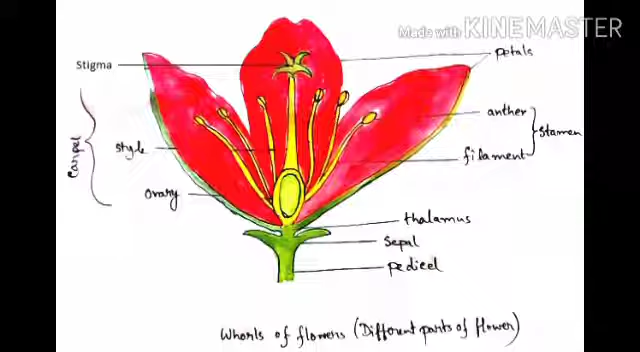 Made with KINEMASTER
petals
Stigma
anther
stamen
Carpel
style
filament
ovary
thalamus
Sepal
pedicel
Whorls of flowers (Different parts of flower)